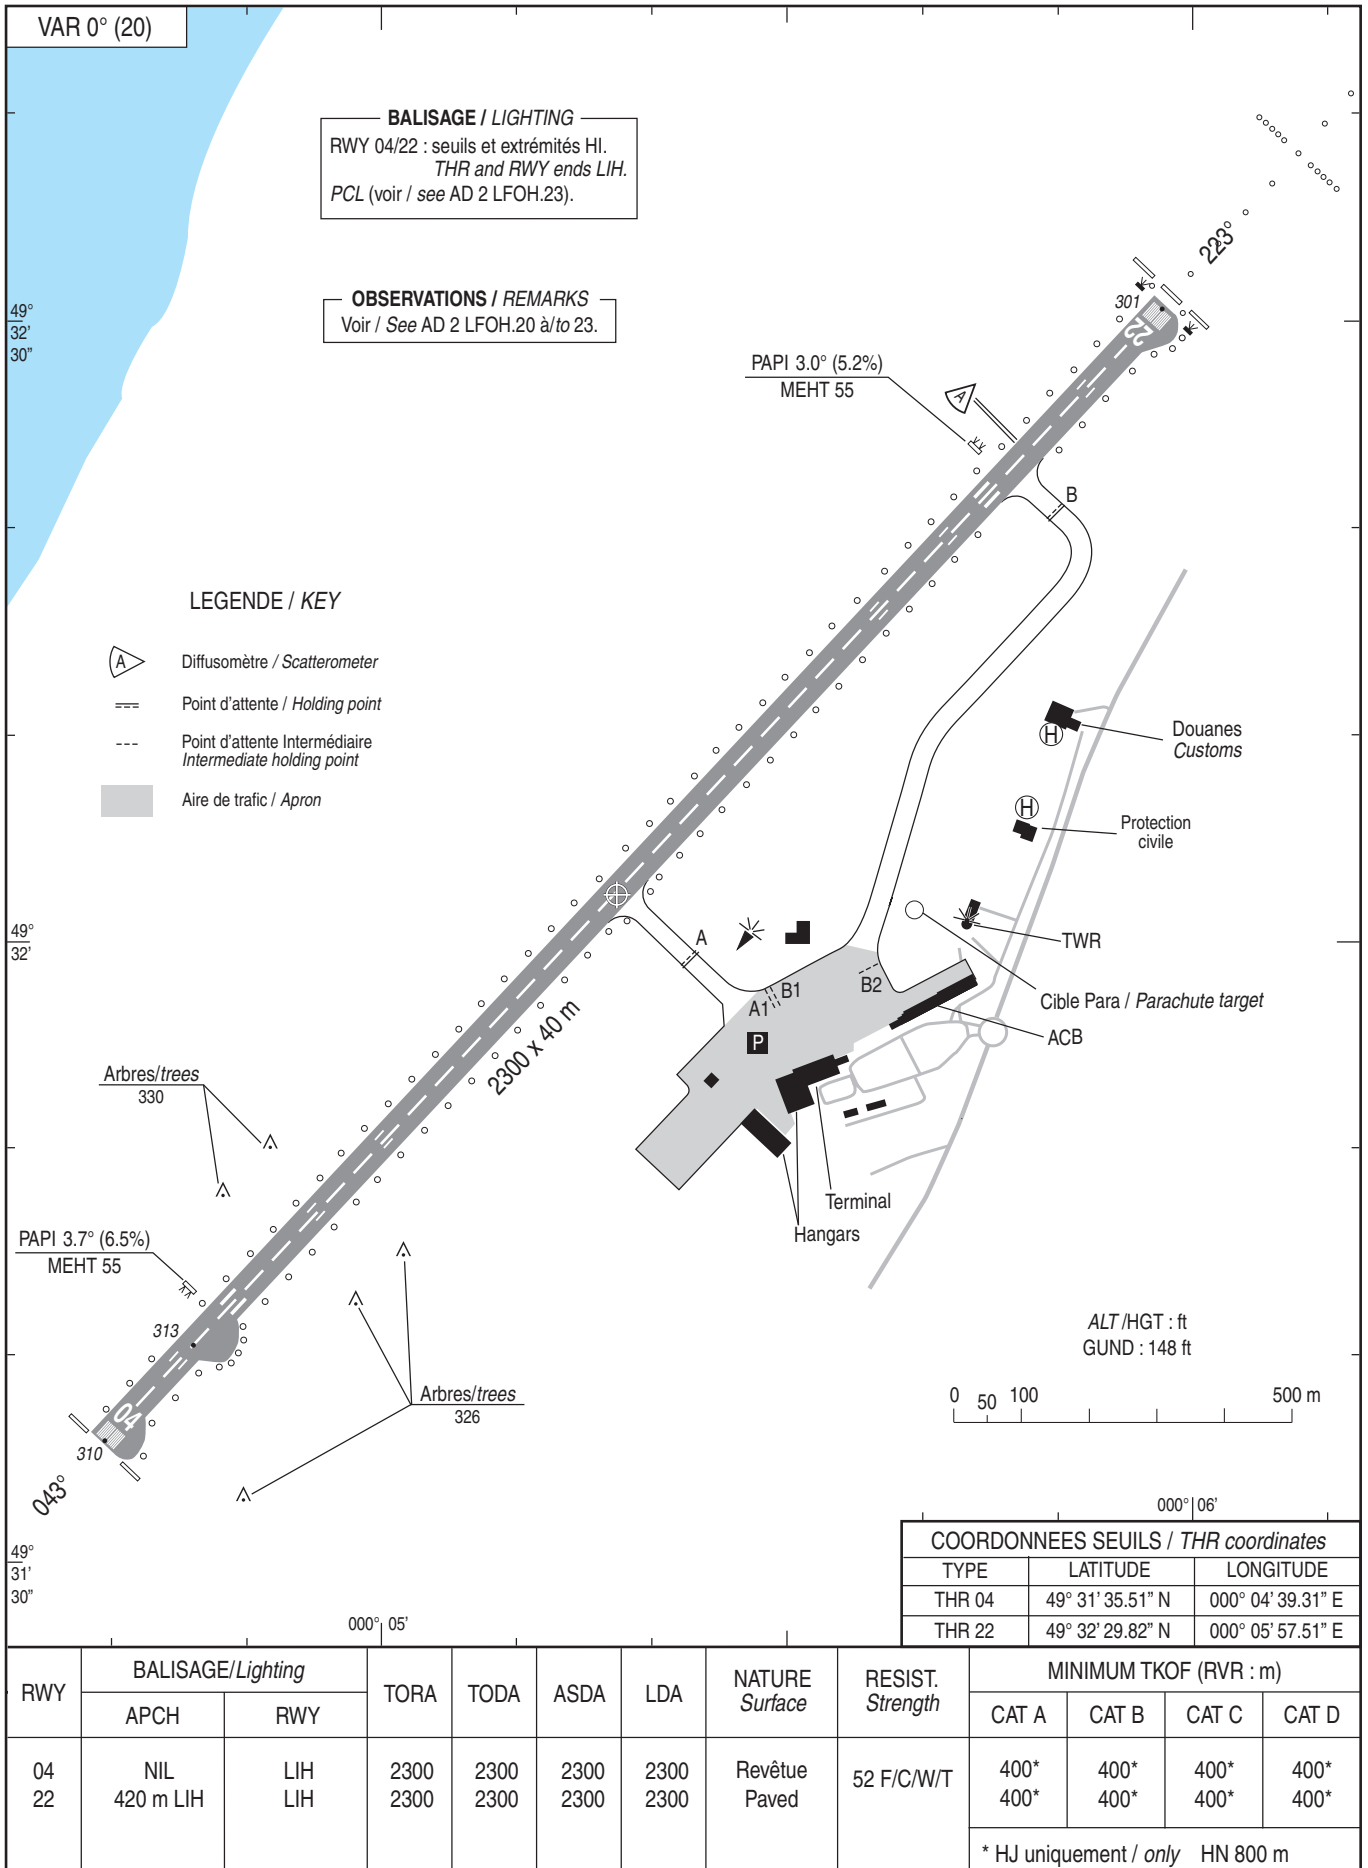 VAR 0° (20)
BALISAGE / LIGHTING
RWY 04/22 : seuils et extrémités HI.
THR and RWY ends LIH.
PCL (voir / see AD 2 LFOH.23).
OBSERVATIONS / REMARKS
Voir / See AD 2 LFOH.20 à/to 23.
223°
301
22
49°
32'
30"
PAPI 3.0° (5.2%)
MEHT 55
A
B
LEGENDE / KEY
A
Diffusomètre / Scatterometer
Point d'attente / Holding point
Point d'attente Intermédiaire
Intermediate holding point
Aire de trafic / Apron
H
Douanes
Customs
H
Protection
civile
49°
32'
A
TWR
B1
B2
A1
Cible Para / Parachute target
P
ACB
2300 x 40 m
Arbres/trees
330
Terminal
Hangars
PAPI 3.7° (6.5%)
MEHT 55
313
ALT /HGT : ft
GUND : 148 ft
Arbres/trees
326
0 50 100 500 m
04
310
043°
000° 06'
49°
31'
30"
000° 05'
COORDONNEES SEUILS / THR coordinates
TYPE LATITUDE LONGITUDE
THR 04 49° 31' 35.51" N 000° 04' 39.31" E
THR 22 49° 32' 29.82" N 000° 05' 57.51" E
RWY BALISAGE/Lighting TORA TODA ASDA LDA NATURE Surface RESIST. Strength MINIMUM TKOF (RVR : m)
APCH RWY CAT A CAT B CAT C CAT D
04 NIL LIH 2300 2300 2300 2300 Revêtue 52 F/C/W/T 400* 400* 400* 400*
22 420 m LIH LIH 2300 2300 2300 2300 Paved 400* 400* 400* 400*
* HJ uniquement / only HN 800 m